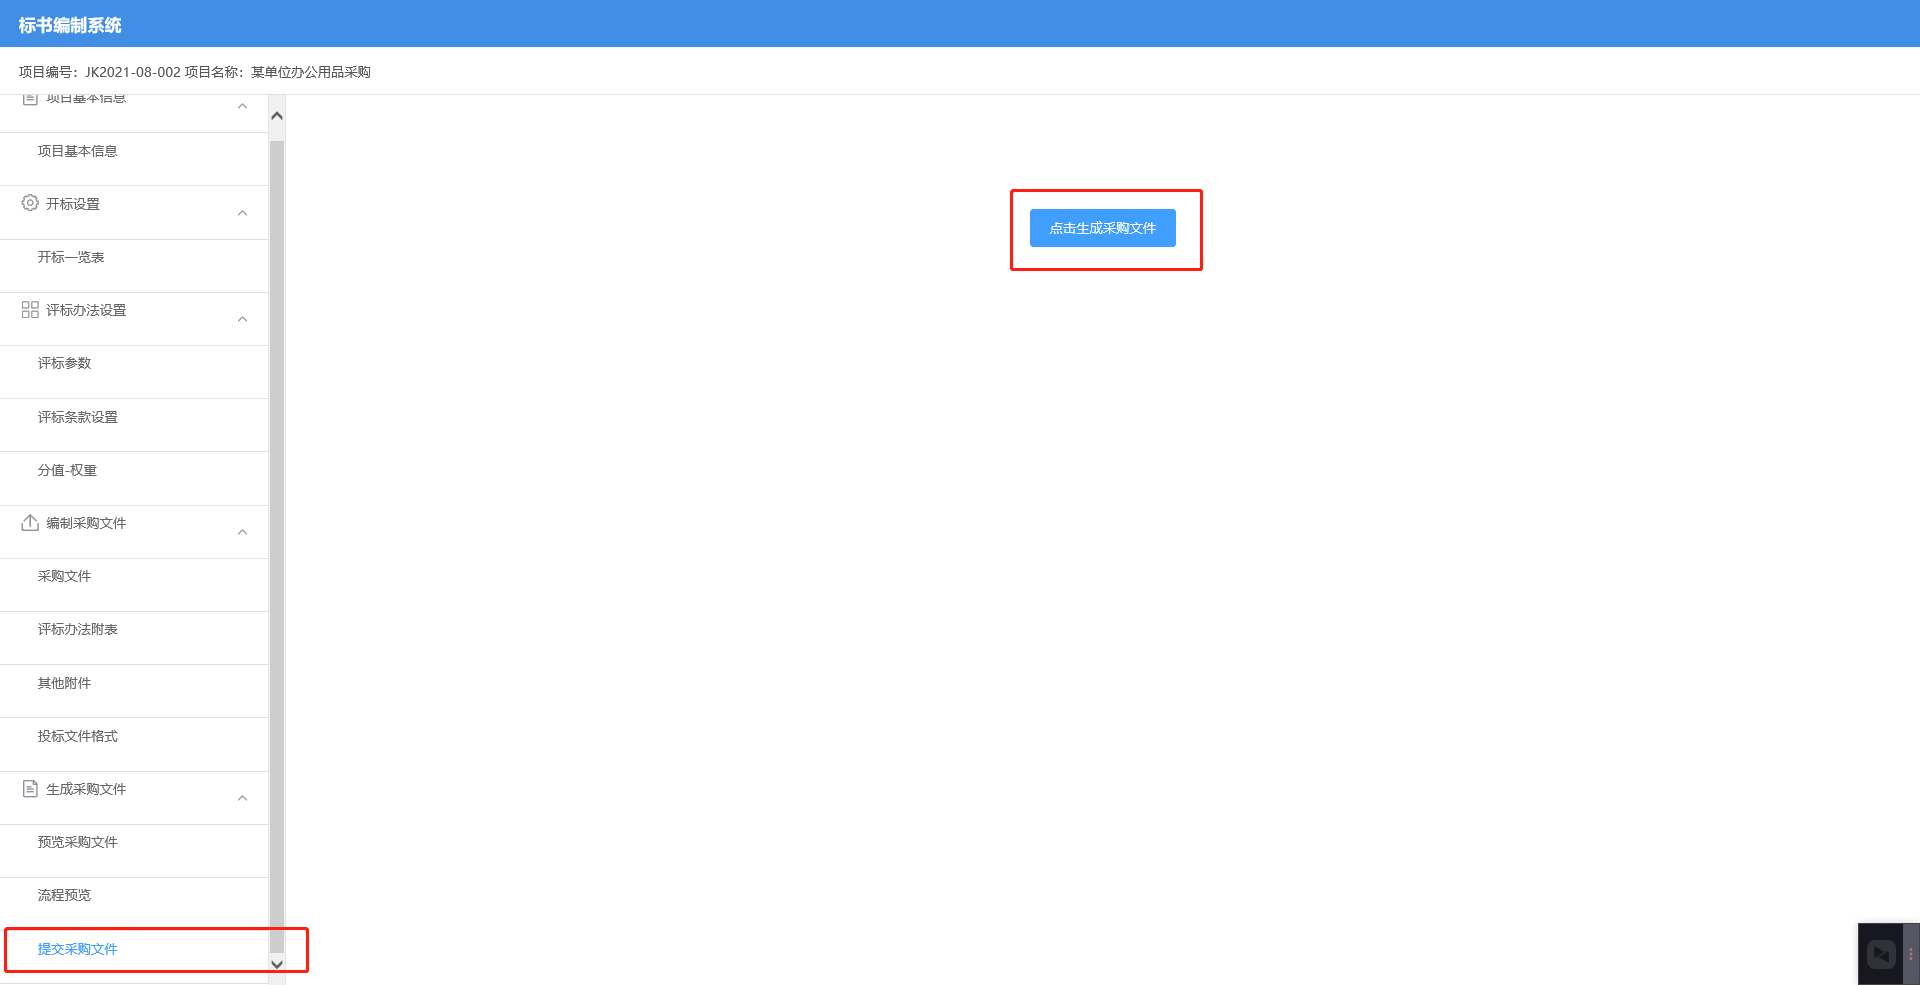 标书编制系统
项目编号：JK2021-08-002 项目名称：某单位办公用品采购
项目基本信息
项目基本信息
开标设置
开标一览表
评标办法设置
评标参数
评标条款设置
分值-权重
编制采购文件
采购文件
评标办法附表
其他附件
投标文件格式
生成采购文件
预览采购文件
流程预览
提交采购文件
点击生成采购文件